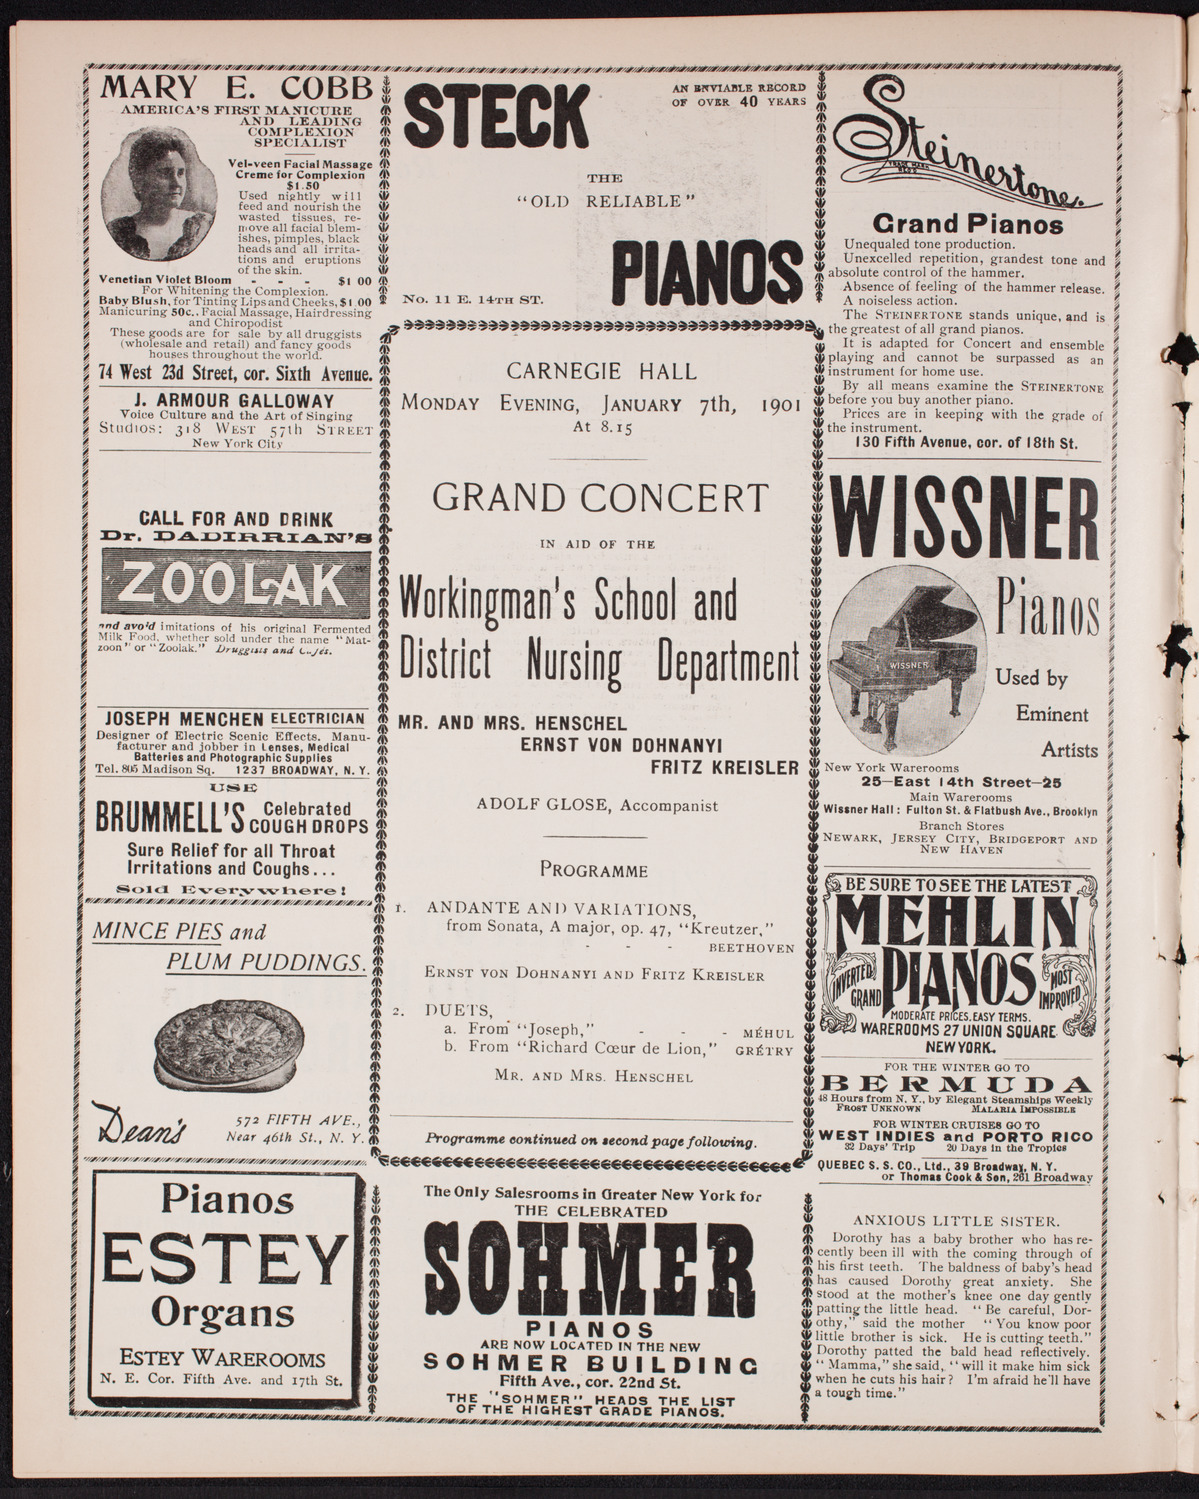 MARY E. COBB
AMERICA'S FIRST MANICURE
AND LEADING
COMPLEXION
SPECIALIST
Vel-veen Facial Massage
Creme for Complexion
$1.50
Used nightly will
feed and nourish the
wasted tissues, re-
move all facial blem-
ishes, pimples, black
heads and all irrita-
tions and eruptions
of the skin.
Venetian Violet Bloom - - - $1 00
For Whitening the Complexion.
Baby Blush, for Tinting Lips and Cheeks, $1.00
Manicuring 50c., Facial Massage, Hairdressing
and Chiropodist
These goods are for sale by all druggists
(wholesale and retail) and fancy goods
houses throughout the world.
74 West 23d Street, cor. Sixth Avenue.
J. ARMOUR GALLOWAY
Voice Culture and the Art of Singing
Studios: 318 WEST 57th STREET
New York City
CALL FOR AND DRINK
Dr. DADIRRIAN'S
ZOOLAK
and avo'd imitations of his original Fermented
Milk Food, whether sold under the name "Mat-
zoon" or "Zoolak." Druggists and
JOSEPH MENCHEN ELECTRICIAN
Designer of Electric Scenic Effects. Manu-
facturer and jobber in Lenses, Medical
Batteries and Photographic Supplies
Tel. 805 Madison Sq. 1237 BROADWAY, N. Y.
USE
BRUMMELL'S Celebrated
COUGH DROPS
Sure Relief for all Throat
Irritations and Coughs...
Sold Everywhere!
MINCE PIES and
PLUM PUDDINGS.
Dean's
572 FIFTH AVE.,
Near 46th St., N. Y.
Pianos
ESTEY
Organs
ESTEY WAREROOMS
N. E. Cor. Fifth Ave. and 17th St.
STECK
AN ENVIABLE RECORD
OF OVER 40 YEARS
THE
"OLD RELIABLE"
PIANOS
No. 11 E. 14TH ST.
CARNEGIE HALL
MONDAY EVENING, JANUARY 7th, 1901
At 8.15
GRAND CONCERT
IN AID OF THE
Workingman's School and
District Nursing Department
MR. AND MRS. HENSCHEL
ERNST VON DOHNANYI
FRITZ KREISLER
ADOLF GLOSE, Accompanist
PROGRAMME
1. ANDANTE AND VARIATIONS,
from Sonata, A major, op. 47, "Kreutzer,"
- - - BEETHOVEN
ERNST VON DOHNANYI AND FRITZ KREISLER
2. DUETS,
a. From "Joseph," - - - MÉHUL
b. From "Richard Cœur de Lion," GRÉTRY
MR. AND MRS. HENSCHEL
Programme continued on second page following.
The Only Salesrooms in Greater New York for
THE CELEBRATED
SOHMER
PIANOS
ARE NOW LOCATED IN THE NEW
SOHMER BUILDING
Fifth Ave., cor. 22nd St.
THE "SOHMER" HEADS THE LIST
OF THE HIGHEST GRADE PIANOS.
Steinertone.
TRADE MARK
REG'D
Grand Pianos
Unequaled tone production.
Unexcelled repetition, grandest tone and
absolute control of the hammer.
Absence of feeling of the hammer release.
A noiseless action.
The STEINERTONE stands unique, and is
the greatest of all grand pianos.
It is adapted for Concert and ensemble
playing and cannot be surpassed as an
instrument for home use.
By all means examine the STEINERTONE
before you buy another piano.
Prices are in keeping with the grade of
the instrument.
130 Fifth Avenue, cor. of 18th St.
WISSNER
WISSNER
Pianos
Used by
Eminent
Artists
New York Warerooms
25—East 14th Street—25
Main Warerooms
Wissner Hall: Fulton St. & Flatbush Ave., Brooklyn
Branch Stores
NEWARK, JERSEY CITY, BRIDGEPORT AND
NEW HAVEN
BE SURE TO SEE THE LATEST
MEHLIN
INVERTED
GRAND
PIANOS
MOST
IMPROVED
MODERATE PRICES. EASY TERMS.
WAREROOMS 27 UNION SQUARE
NEW YORK.
FOR THE WINTER GO TO
BERMUDA
48 Hours from N. Y., by Elegant Steamships Weekly
FROST UNKNOWN MALARIA IMPOSSIBLE
FOR WINTER CRUISES GO TO
WEST INDIES and PORTO RICO
32 Days' Trip 20 Days in the Tropics
QUEBEC S. S. CO., Ltd., 39 Broadway, N. Y.
or Thomas Cook & Son, 261 Broadway
ANXIOUS LITTLE SISTER.
Dorothy has a baby brother who has re-
cently been ill with the coming through of
his first teeth. The baldness of baby's head
has caused Dorothy great anxiety. She
stood at the mother's knee one day gently
patting the little head. "Be careful, Dor-
othy," said the mother "You know poor
little brother is sick. He is cutting teeth."
Dorothy patted the bald head reflectively.
"Mamma," she said, "will it make him sick
when he cuts his hair? I'm afraid he'll have
a tough time."